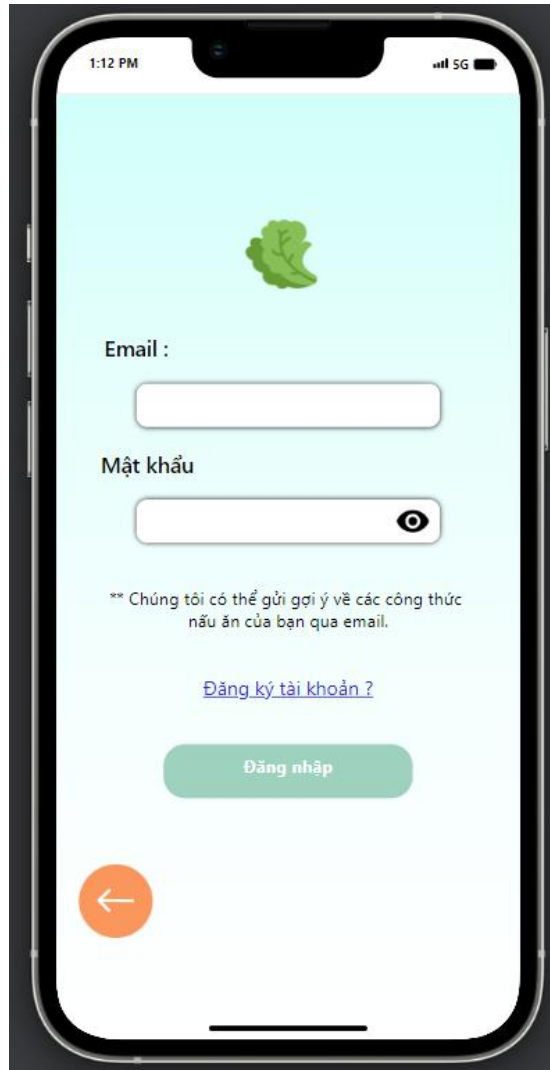 1:12 PM
5G
Email :
Mật khẩu
** Chúng tôi có thể gửi gợi ý về các công thức
nấu ăn của bạn qua email.
Đăng ký tài khoản ?
Đăng nhập